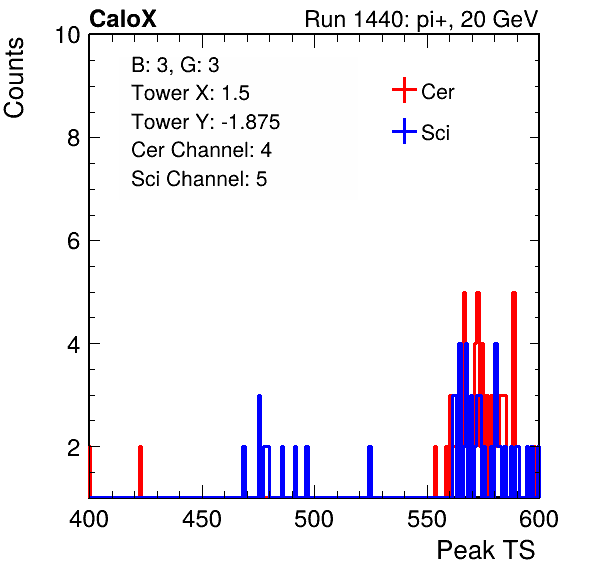 CaloX Run 1440: pi+, 20 GeV
Counts
10
8
6
4
2
B: 3, G: 3
Tower X: 1.5
Tower Y: -1.875
Cer Channel: 4
Sci Channel: 5
Cer
Sci
400 450 500 550 600
Peak TS